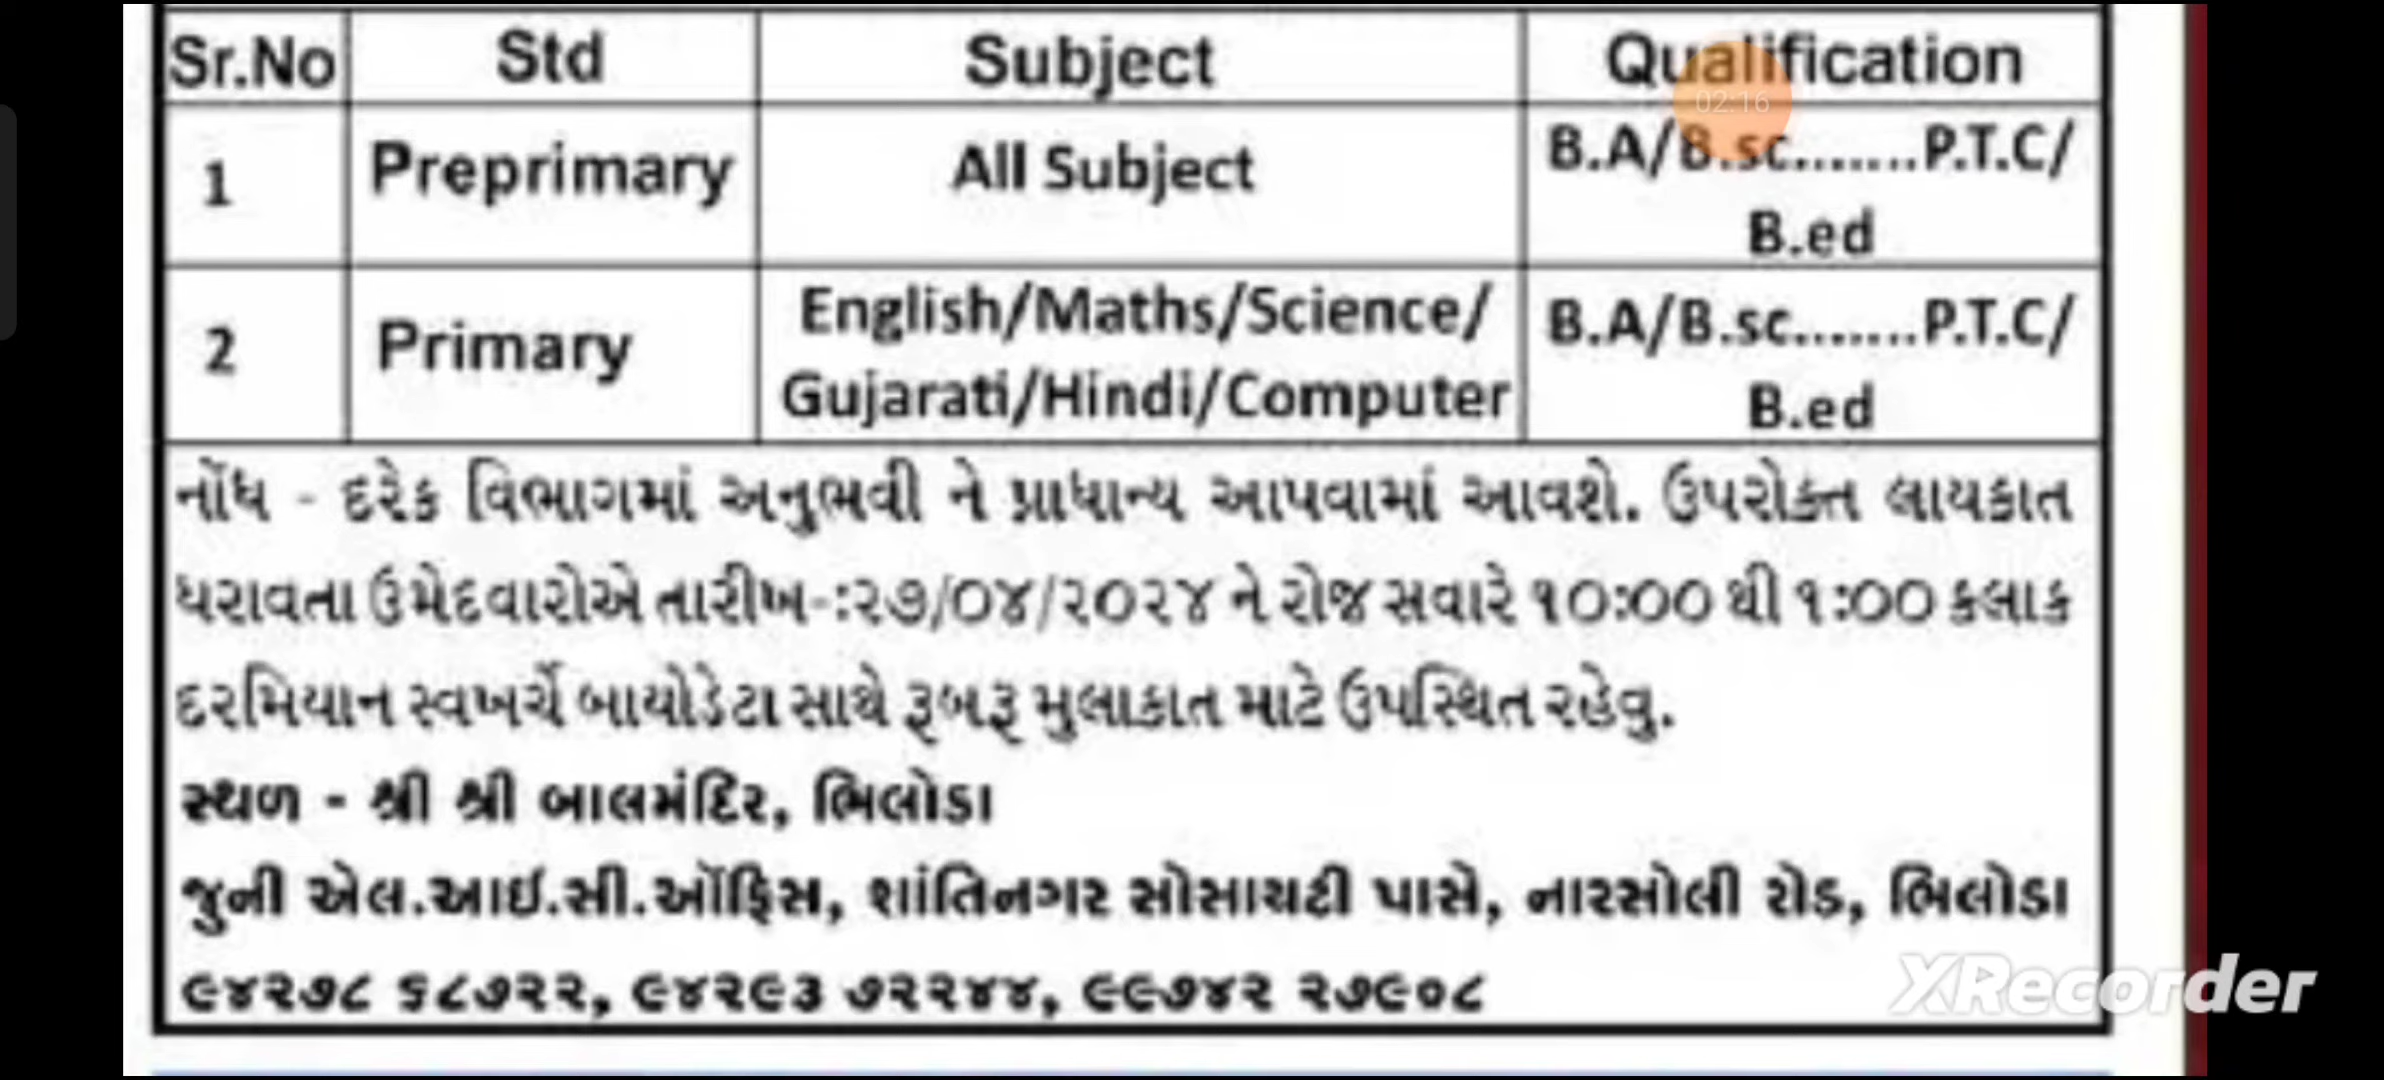 Sr.No Std Subject Qualification
02:16
1 Preprimary All Subject B.A/B.sc.......P.T.C/
B.ed
2 Primary English/Maths/Science/ B.A/B.sc.......P.T.C/
Gujarati/Hindi/Computer B.ed
નોંધ - દરેક વિભાગમાં અનુભવી ને પ્રાધાન્ય આપવામાં આવશે. ઉપરોક્ત લાયકાત
ધરાવતા ઉંમેદવારોએ તારીખ-:૨૭/૦૪/૨૦૨૪ ને રોજ સવારે ૧૦:૦૦ થી ૧:૦૦ કલાક
દરમિયાન સ્વખર્ચે બાયોડેટા સાથે રૂબરૂ મુલાકાત માટે ઉપસ્થિત રહેવુ.
સ્થળ - શ્રી શ્રી બાલમંદિર, ભિલોડા
જુની એલ.આઈ.સી.ઑફિસ, શાંતિનગર સોસાયટી પાસે, નારસોલી રોડ, ભિલોડા
૯૪૨૭૮ ૬૮૭૨૨, ૯૪૨૯૩ ૭૨૨૪૪, ૯૯૭૪૨ ૨૭૯૦૮
XRecorder